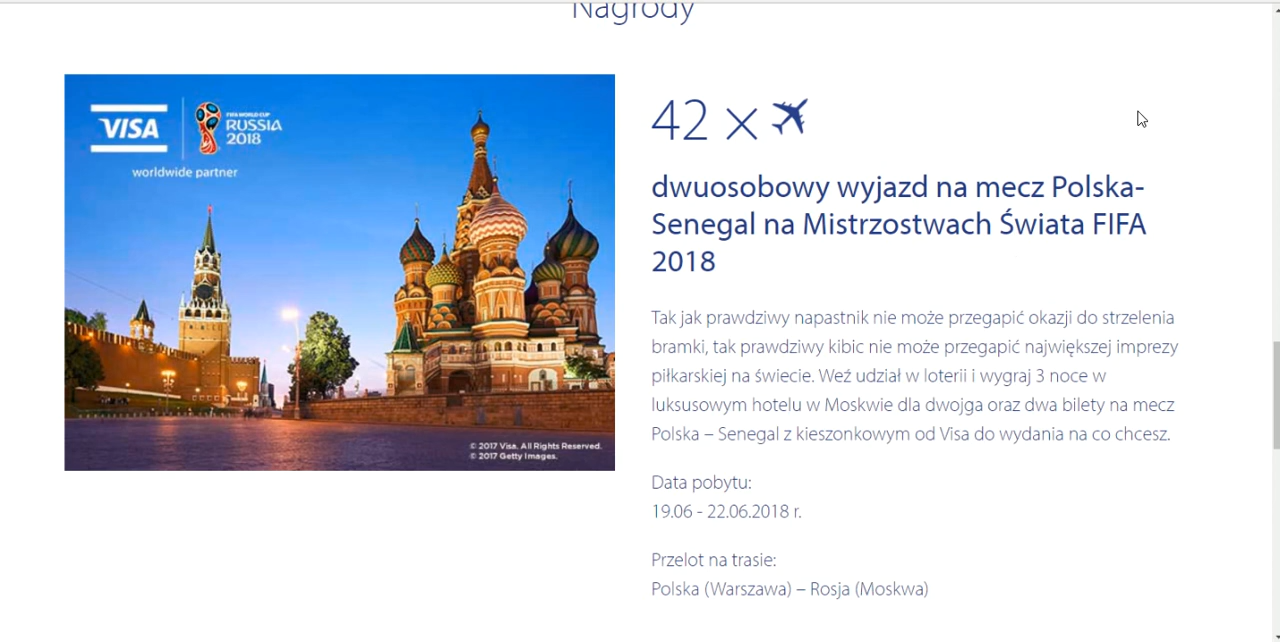 Nagrody
VISA
FIFA WORLD CUP
RUSSIA
2018
worldwide partner
© 2017 Visa. All Rights Reserved.
© 2017 Getty Images.
42 ×
dwuosobowy wyjazd na mecz Polska-
Senegal na Mistrzostwach Świata FIFA
2018
Tak jak prawdziwy napastnik nie może przegapić okazji do strzelenia
bramki, tak prawdziwy kibic nie może przegapić największej imprezy
piłkarskiej na świecie. Weź udział w loterii i wygraj 3 noce w
luksusowym hotelu w Moskwie dla dwojga oraz dwa bilety na mecz
Polska – Senegal z kieszonkowym od Visa do wydania na co chcesz.
Data pobytu:
19.06 - 22.06.2018 r.
Przelot na trasie:
Polska (Warszawa) – Rosja (Moskwa)